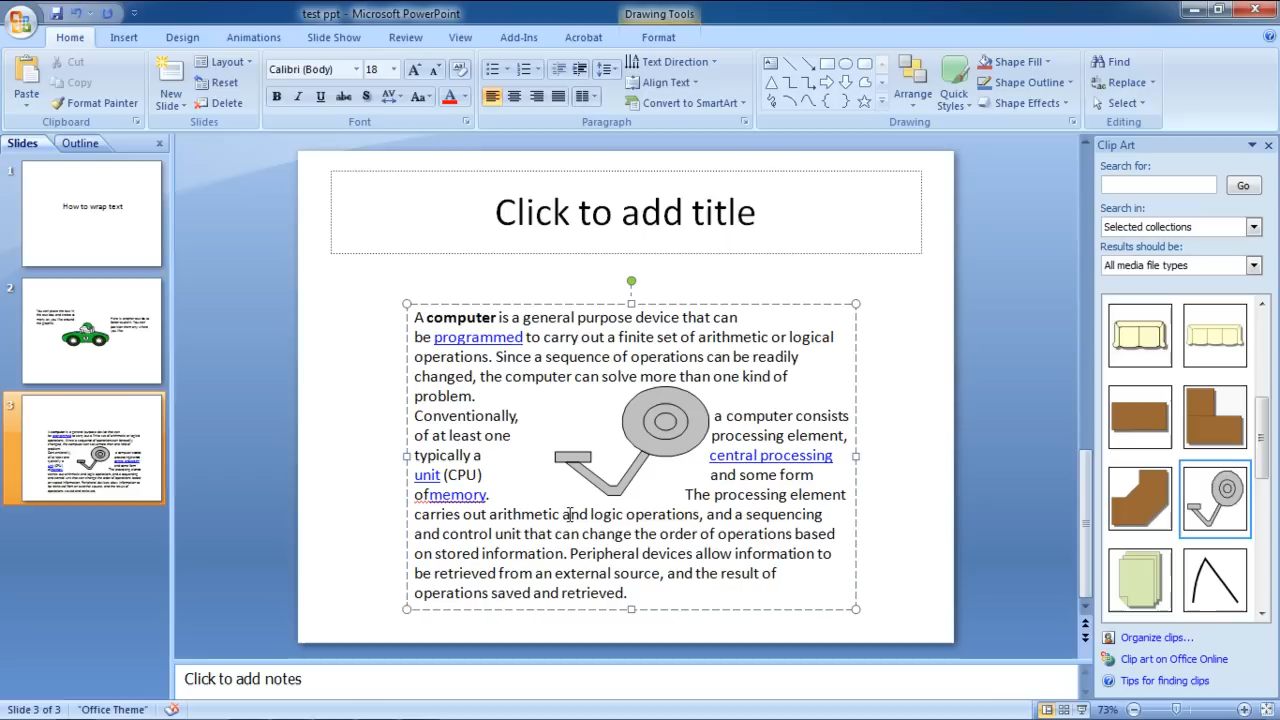 test ppt - Microsoft PowerPoint
Drawing Tools
Home Insert Design Animations Slide Show Review View Add-Ins Acrobat Format
Paste
Cut
Copy
Format Painter
Clipboard
New Slide
Layout
Reset
Delete
Slides
Calibri (Body) 18
B I U abc S AV Aa A
Font
Text Direction
Align Text
Convert to SmartArt
Paragraph
Arrange
Quick Styles
Shape Fill
Shape Outline
Shape Effects
Drawing
Find
Replace
Select
Editing
Slides Outline
1
How to wrap text
2
3
Click to add title
A computer is a general purpose device that can
be programmed to carry out a finite set of arithmetic or logical
operations. Since a sequence of operations can be readily
changed, the computer can solve more than one kind of
problem.
Conventionally, a computer consists
of at least one processing element,
typically a central processing
unit (CPU) and some form
ofmemory. The processing element
carries out arithmetic and logic operations, and a sequencing
and control unit that can change the order of operations based
on stored information. Peripheral devices allow information to
be retrieved from an external source, and the result of
operations saved and retrieved.
Click to add notes
Clip Art
Search for:
Go
Search in:
Selected collections
Results should be:
All media file types
Organize clips...
Clip art on Office Online
Tips for finding clips
Slide 3 of 3 "Office Theme" 73%